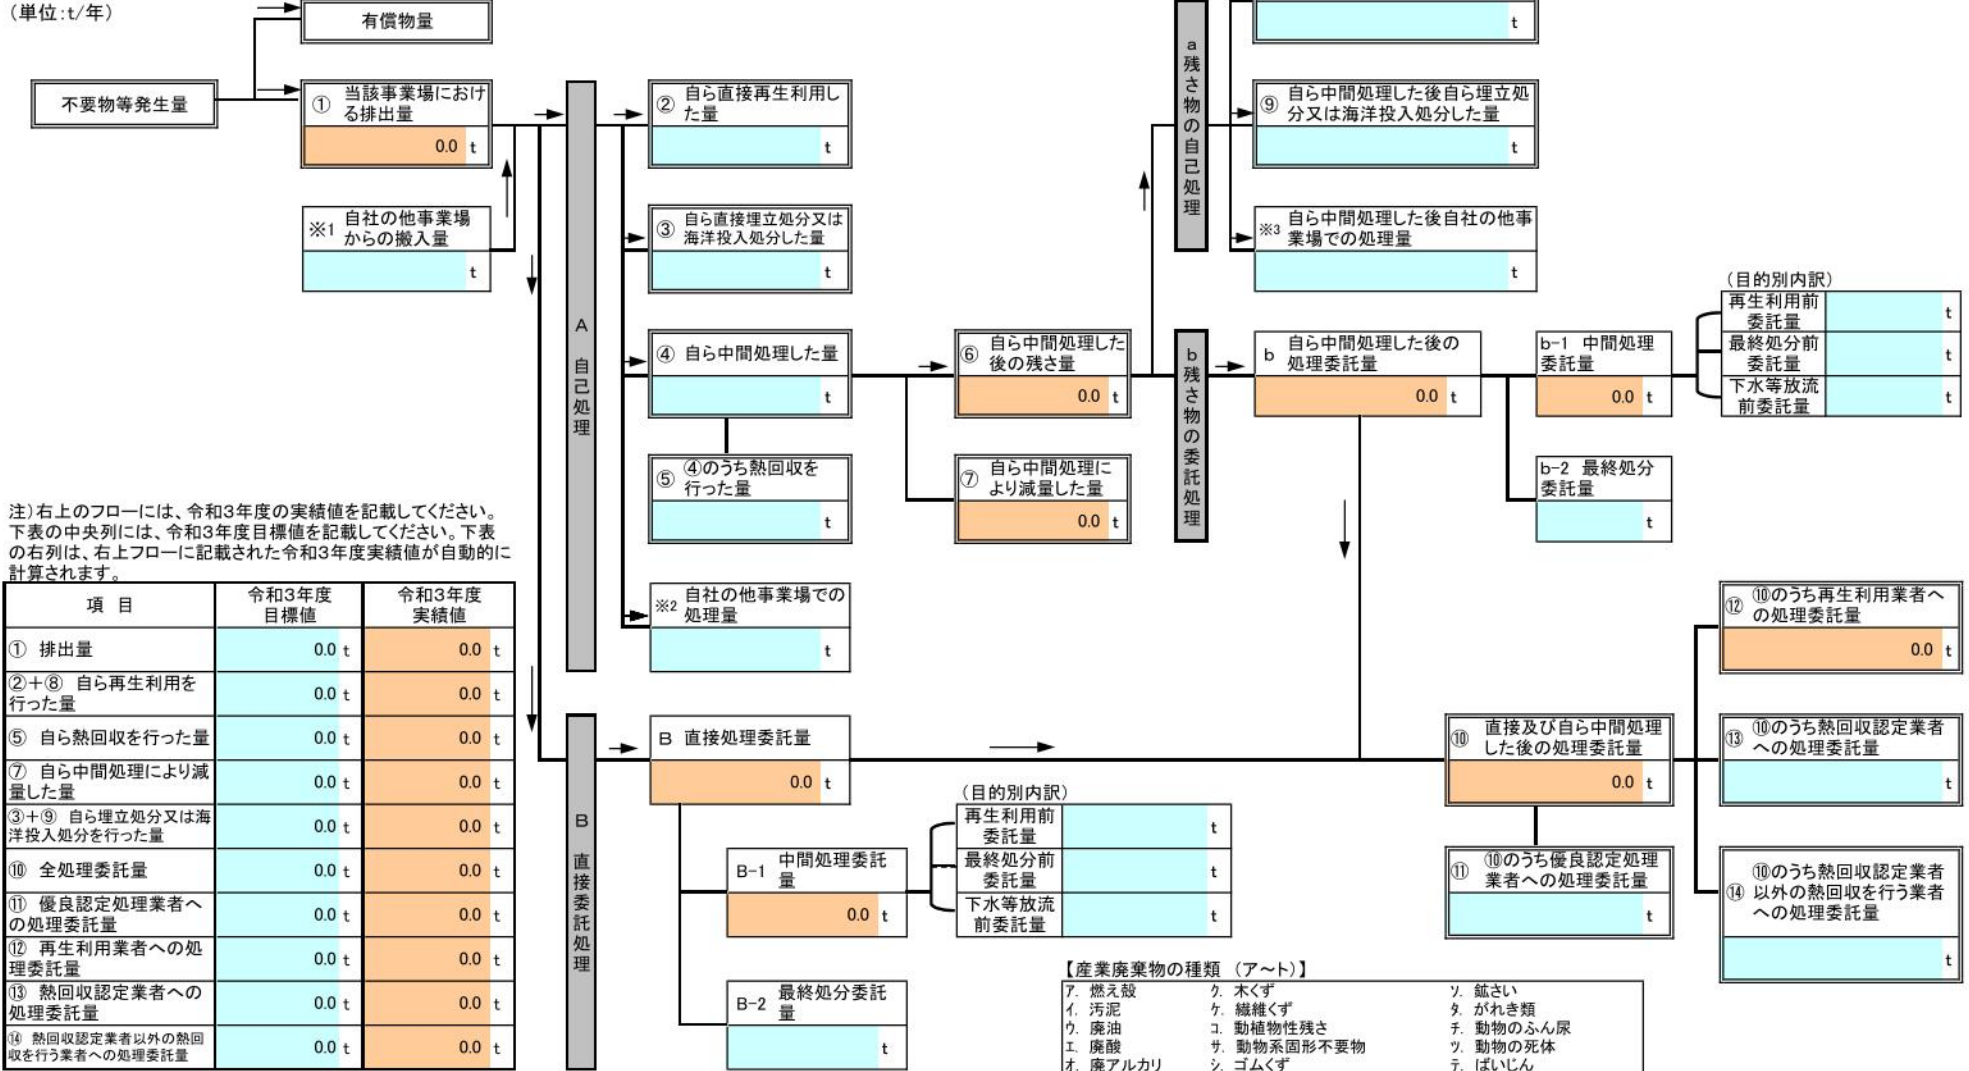 (単位:t/年)
有償物量
不要物等発生量
① 当該事業場におけ
る排出量
0.0 t
※1 自社の他事業場
からの搬入量
t
A 自己処理
② 自ら直接再生利用し
た量
t
③ 自ら直接埋立処分又は
海洋投入処分した量
t
④ 自ら中間処理した量
t
⑤ ④のうち熱回収を
行った量
t
※2 自社の他事業場での
処理量
t
⑥ 自ら中間処理した
後の残さ量
0.0 t
⑦ 自ら中間処理に
より減量した量
0.0 t
a 残さ物の自己処理
t
⑨ 自ら中間処理した後自ら埋立処
分又は海洋投入処分した量
t
※3 自ら中間処理した後自社の他事
業場での処理量
t
b 残さ物の委託処理
b 自ら中間処理した後の
処理委託量
0.0 t
b-1 中間処理
委託量
0.0 t
b-2 最終処分
委託量
t
(目的別内訳)
再生利用前
委託量
t
最終処分前
委託量
t
下水等放流
前委託量
t
注)右上のフローには、令和3年度の実績値を記載してください。
下表の中央列には、令和3年度目標値を記載してください。下表
の右列は、右上フローに記載された令和3年度実績値が自動的に
計算されます。
項 目
令和3年度
目標値
令和3年度
実績値
① 排出量 0.0 t 0.0 t
②+⑧ 自ら再生利用を
行った量 0.0 t 0.0 t
⑤ 自ら熱回収を行った量 0.0 t 0.0 t
⑦ 自ら中間処理により減
量した量 0.0 t 0.0 t
③+⑨ 自ら埋立処分又は海
洋投入処分を行った量 0.0 t 0.0 t
⑩ 全処理委託量 0.0 t 0.0 t
⑪ 優良認定処理業者へ
の処理委託量 0.0 t 0.0 t
⑫ 再生利用業者への処
理委託量 0.0 t 0.0 t
⑬ 熱回収認定業者への
処理委託量 0.0 t 0.0 t
⑭ 熱回収認定業者以外の熱回
収を行う業者への処理委託量 0.0 t 0.0 t
B 直接委託処理
B 直接処理委託量
0.0 t
B-1 中間処理委託
量
0.0 t
B-2 最終処分委託
量
t
(目的別内訳)
再生利用前
委託量
t
最終処分前
委託量
t
下水等放流
前委託量
t
⑩ 直接及び自ら中間処理
した後の処理委託量
0.0 t
⑪ ⑩のうち優良認定処理
業者への処理委託量
t
⑫ ⑩のうち再生利用業者へ
の処理委託量
0.0 t
⑬ ⑩のうち熱回収認定業者
への処理委託量
t
⑭ ⑩のうち熱回収認定業者
以外の熱回収を行う業者
への処理委託量
t
【産業廃棄物の種類 (ア~ト)】
ア. 燃え殻 ク. 木くず ソ. 鉱さい
イ. 汚泥 ケ. 繊維くず タ. がれき類
ウ. 廃油 コ. 動植物性残さ チ. 動物のふん尿
エ. 廃酸 サ. 動物系固形不要物 ツ. 動物の死体
オ. 廃アルカリ シ. ゴムくず テ. ばいじん